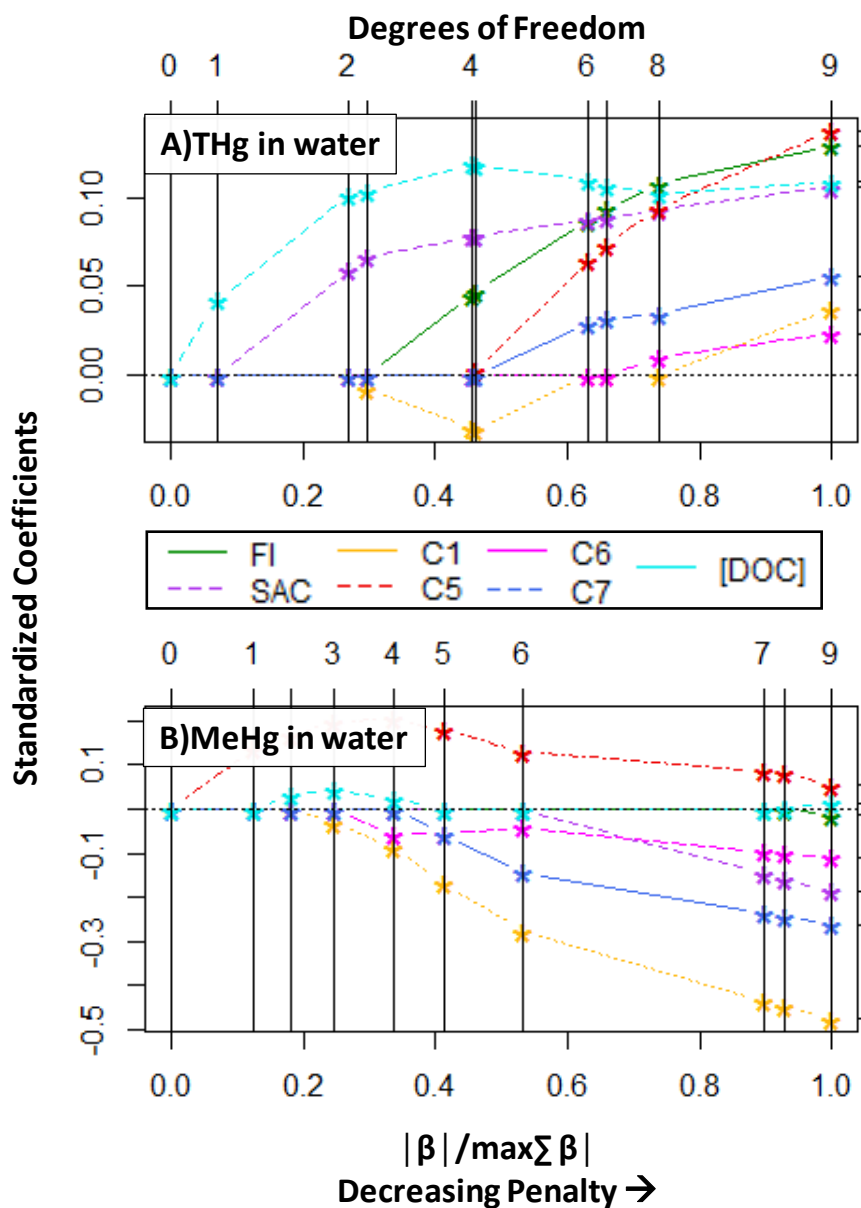 Degrees of Freedom
0 1 2 4 6 8 9
A)THg in water
0.10
0.05
0.00
0.0 0.2 0.4 0.6 0.8 1.0
Standardized Coefficients
FI C1 C6 [DOC]
SAC C5 C7
0 1 3 4 5 6 7 9
B)MeHg in water
0.1
-0.1
-0.3
-0.5
0.0 0.2 0.4 0.6 0.8 1.0
|β|/max∑ β|
Decreasing Penalty →